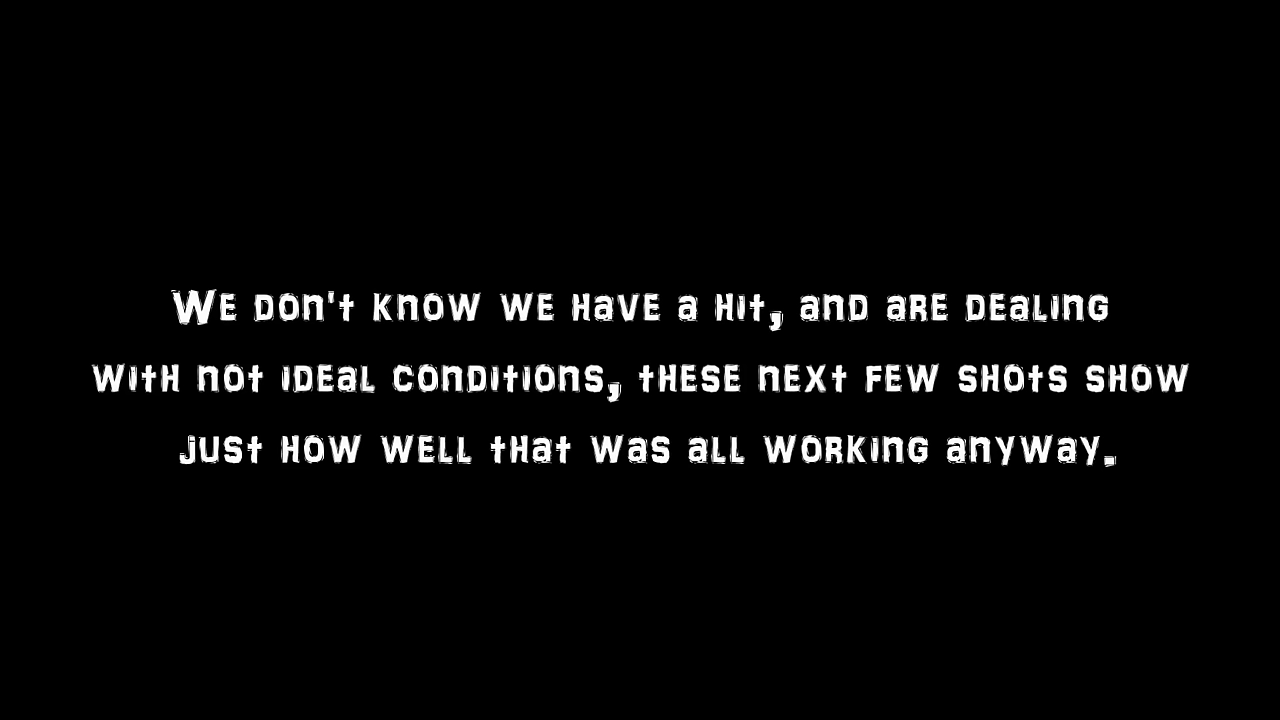 We don't know we have a hit, and are dealing
with not ideal conditions, these next few shots show
just how well that was all working anyway.